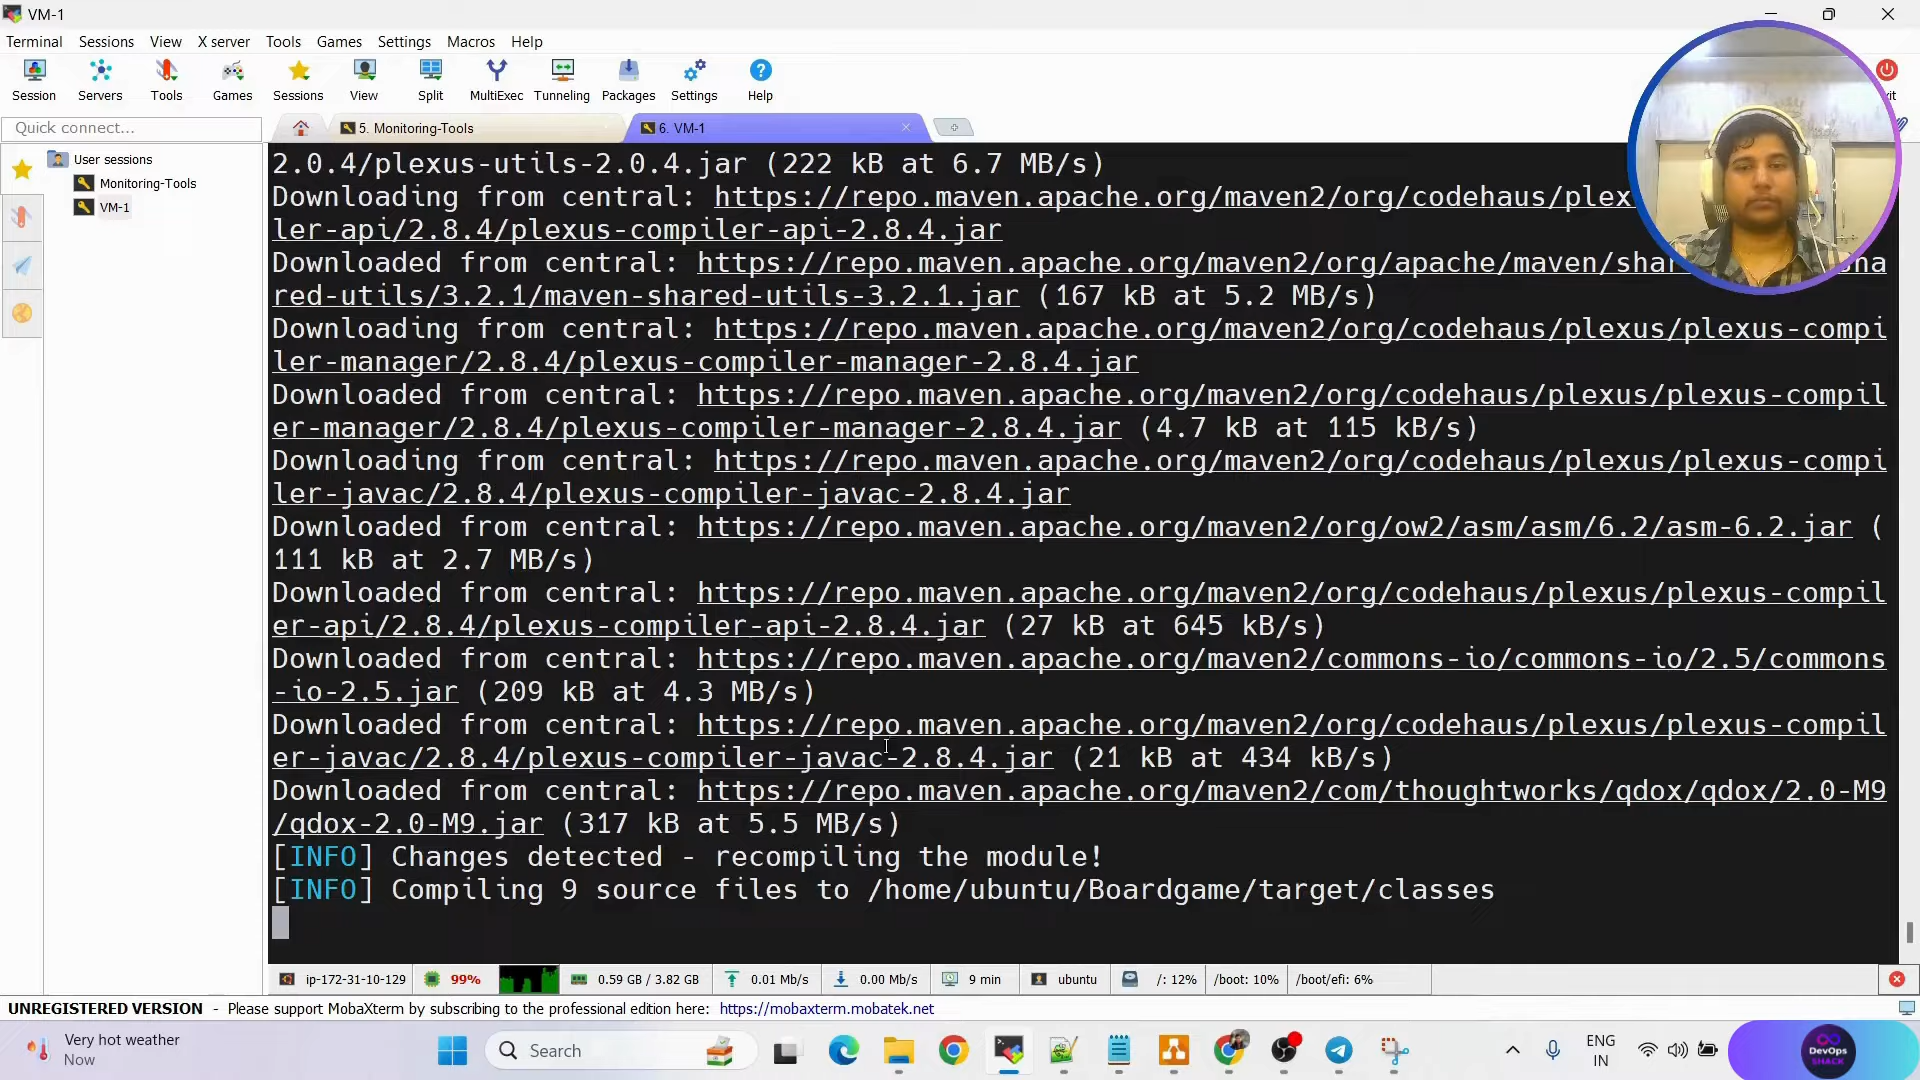 VM-1
Terminal Sessions View X server Tools Games Settings Macros Help
Session Servers Tools Games Sessions View Split MultiExec Tunneling Packages Settings Help
Quick connect...
5. Monitoring-Tools
6. VM-1
User sessions
Monitoring-Tools
VM-1
2.0.4/plexus-utils-2.0.4.jar (222 kB at 6.7 MB/s)
Downloading from central: https://repo.maven.apache.org/maven2/org/codehaus/plex
ler-api/2.8.4/plexus-compiler-api-2.8.4.jar
Downloaded from central: https://repo.maven.apache.org/maven2/org/apache/maven/shar
red-utils/3.2.1/maven-shared-utils-3.2.1.jar (167 kB at 5.2 MB/s)
Downloading from central: https://repo.maven.apache.org/maven2/org/codehaus/plexus/plexus-compi
ler-manager/2.8.4/plexus-compiler-manager-2.8.4.jar
Downloaded from central: https://repo.maven.apache.org/maven2/org/codehaus/plexus/plexus-compil
er-manager/2.8.4/plexus-compiler-manager-2.8.4.jar (4.7 kB at 115 kB/s)
Downloading from central: https://repo.maven.apache.org/maven2/org/codehaus/plexus/plexus-compi
ler-javac/2.8.4/plexus-compiler-javac-2.8.4.jar
Downloaded from central: https://repo.maven.apache.org/maven2/org/ow2/asm/asm/6.2/asm-6.2.jar (
111 kB at 2.7 MB/s)
Downloaded from central: https://repo.maven.apache.org/maven2/org/codehaus/plexus/plexus-compil
er-api/2.8.4/plexus-compiler-api-2.8.4.jar (27 kB at 645 kB/s)
Downloaded from central: https://repo.maven.apache.org/maven2/commons-io/commons-io/2.5/commons
-io-2.5.jar (209 kB at 4.3 MB/s)
Downloaded from central: https://repo.maven.apache.org/maven2/org/codehaus/plexus/plexus-compil
er-javac/2.8.4/plexus-compiler-javac-2.8.4.jar (21 kB at 434 kB/s)
Downloaded from central: https://repo.maven.apache.org/maven2/com/thoughtworks/qdox/qdox/2.0-M9
/qdox-2.0-M9.jar (317 kB at 5.5 MB/s)
[INFO] Changes detected - recompiling the module!
[INFO] Compiling 9 source files to /home/ubuntu/Boardgame/target/classes
ip-172-31-10-129 99% 0.59 GB / 3.82 GB 0.01 Mb/s 0.00 Mb/s 9 min ubuntu /: 12% /boot: 10% /boot/efi: 6%
UNREGISTERED VERSION - Please support MobaXterm by subscribing to the professional edition here: https://mobaxterm.mobatek.net
Very hot weather
Now
Search
ENG
IN
DevOps
SHACK